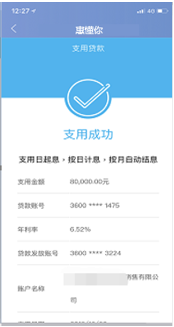 12:27
4G
惠懂你
支用贷款
支用成功
支用日起息，按日计息，按月自动结息
支用金额 80,000.00元
贷款账号 3600 **** 1475
年利率 6.52%
贷款发放账号 3600 **** 3224
账户名称 销售有限公
司